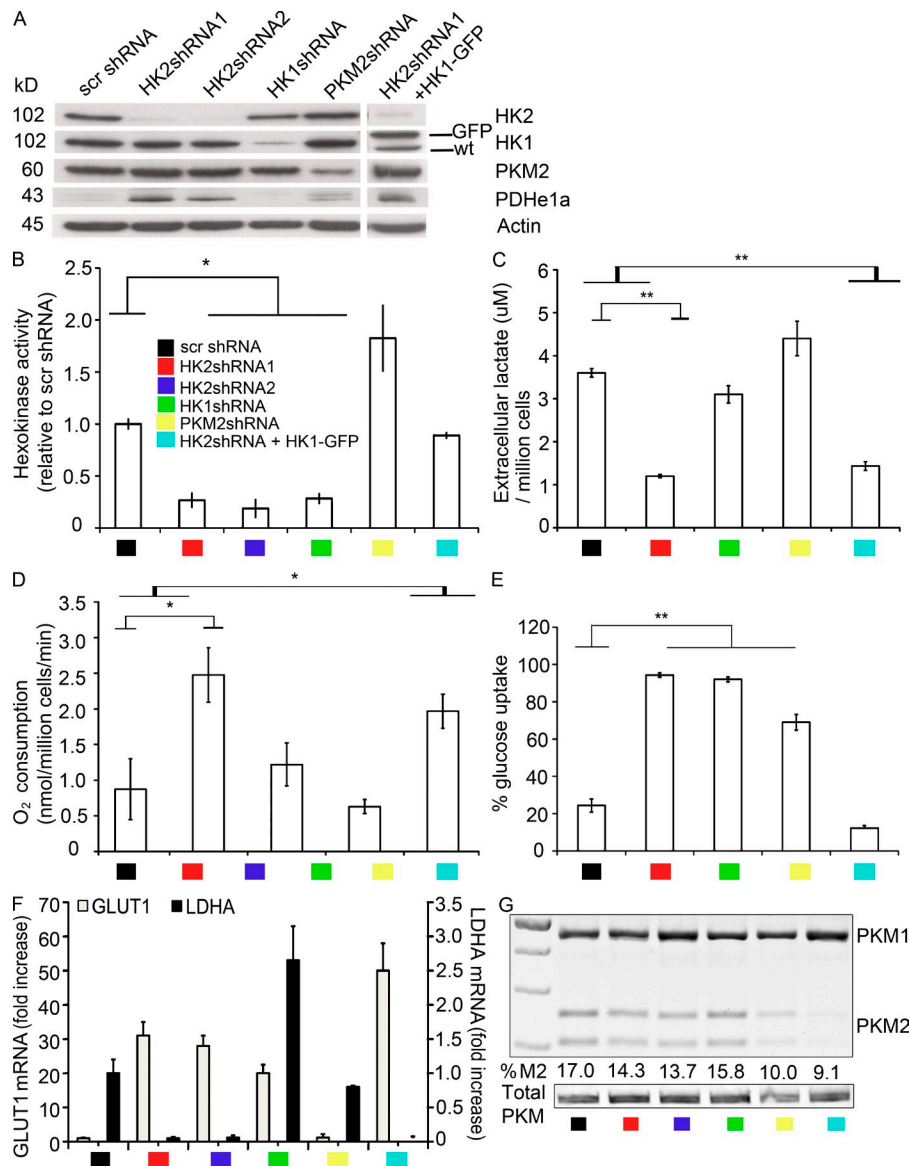 A
scr shRNA
HK2shRNA1
HK2shRNA2
HK1shRNA
PKM2shRNA
HK2shRNA1
+HK1-GFP
kD
102
HK2
102
GFP
wt
HK1
60
PKM2
43
PDHe1a
45
Actin
B
Hexokinase activity
(relative to scr shRNA)
2.5
2.0
1.5
1.0
0.5
0
*
scr shRNA
HK2shRNA1
HK2shRNA2
HK1shRNA
PKM2shRNA
HK2shRNA + HK1-GFP
C
Extracellular lactate (uM)
/ million cells
6
5
4
3
2
1
0
**
**
D
O₂ consumption
(nmol/million cells/min)
3.5
3.0
2.5
2.0
1.5
1.0
0.5
0
*
*
E
% glucose uptake
120
100
80
60
40
20
0
**
F
GLUT1
LDHA
GLUT1 mRNA (fold increase)
70
60
50
40
30
20
10
0
LDHA mRNA (fold increase)
3.5
3.0
2.5
2.0
1.5
1.0
0.5
0
G
PKM1
PKM2
%M2 17.0 14.3 13.7 15.8 10.0 9.1
Total
PKM